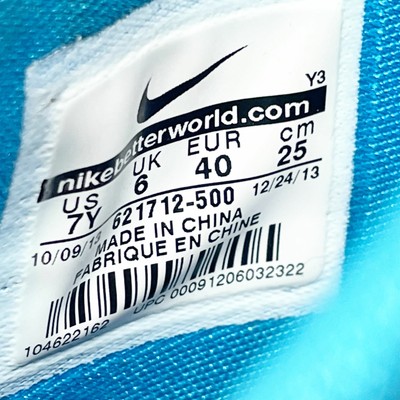 Y3
nikebetterworld.com
US UK EUR cm
7Y 6 40 25
621712-500
10/09/13 12/24/13
MADE IN CHINA
FABRIQUE EN CHINE
104622162 UPC 00091206032322